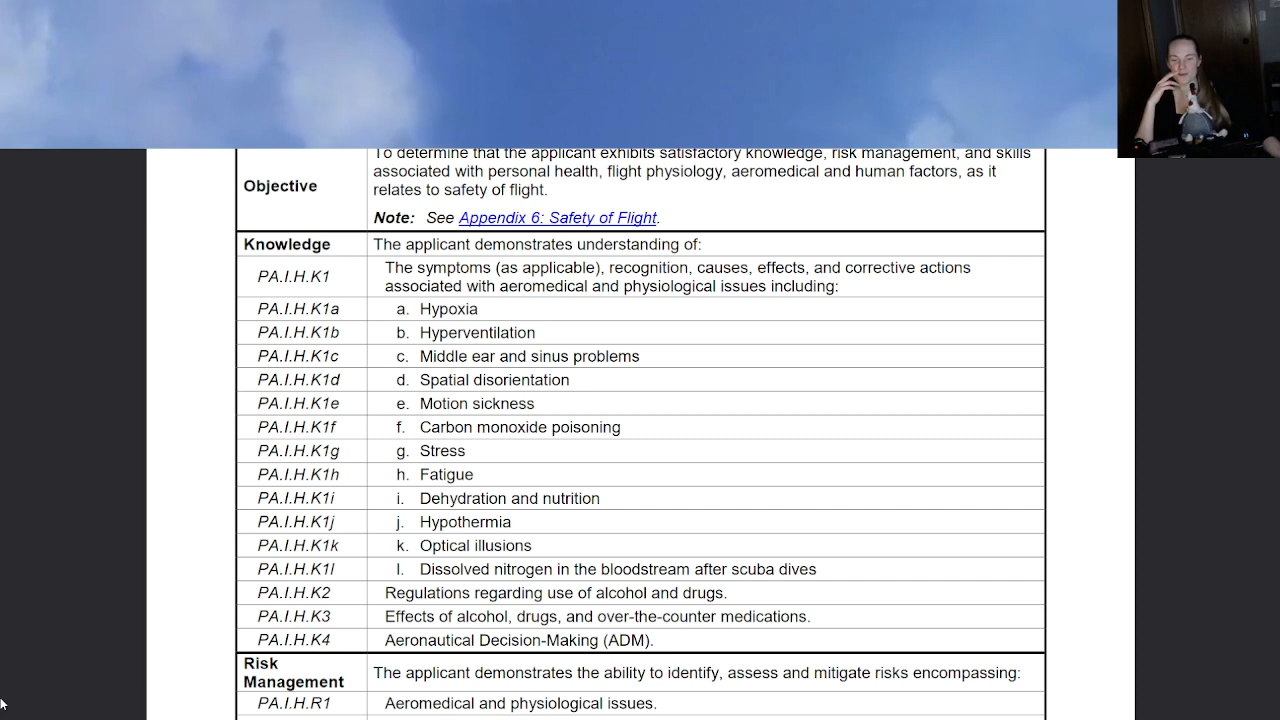 To determine that the applicant exhibits satisfactory knowledge, risk management, and skills
Objective
associated with personal health, flight physiology, aeromedical and human factors, as it
relates to safety of flight.
Note: See Appendix 6: Safety of Flight.
Knowledge The applicant demonstrates understanding of:
PA.I.H.K1
The symptoms (as applicable), recognition, causes, effects, and corrective actions
associated with aeromedical and physiological issues including:
PA.I.H.K1a a. Hypoxia
PA.I.H.K1b b. Hyperventilation
PA.I.H.K1c c. Middle ear and sinus problems
PA.I.H.K1d d. Spatial disorientation
PA.I.H.K1e e. Motion sickness
PA.I.H.K1f f. Carbon monoxide poisoning
PA.I.H.K1g g. Stress
PA.I.H.K1h h. Fatigue
PA.I.H.K1i i. Dehydration and nutrition
PA.I.H.K1j j. Hypothermia
PA.I.H.K1k k. Optical illusions
PA.I.H.K1l l. Dissolved nitrogen in the bloodstream after scuba dives
PA.I.H.K2 Regulations regarding use of alcohol and drugs.
PA.I.H.K3 Effects of alcohol, drugs, and over-the-counter medications.
PA.I.H.K4 Aeronautical Decision-Making (ADM).
Risk
Management
The applicant demonstrates the ability to identify, assess and mitigate risks encompassing:
PA.I.H.R1 Aeromedical and physiological issues.